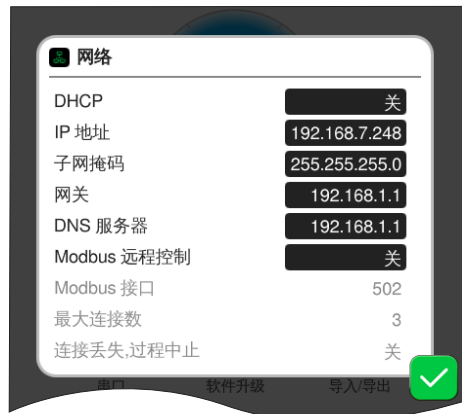 网络
DHCP 关
IP 地址 192.168.7.248
子网掩码 255.255.255.0
网关 192.168.1.1
DNS 服务器 192.168.1.1
Modbus 远程控制 关
Modbus 接口 502
最大连接数 3
连接丢失,过程中止 关
串口 软件升级 导入/导出